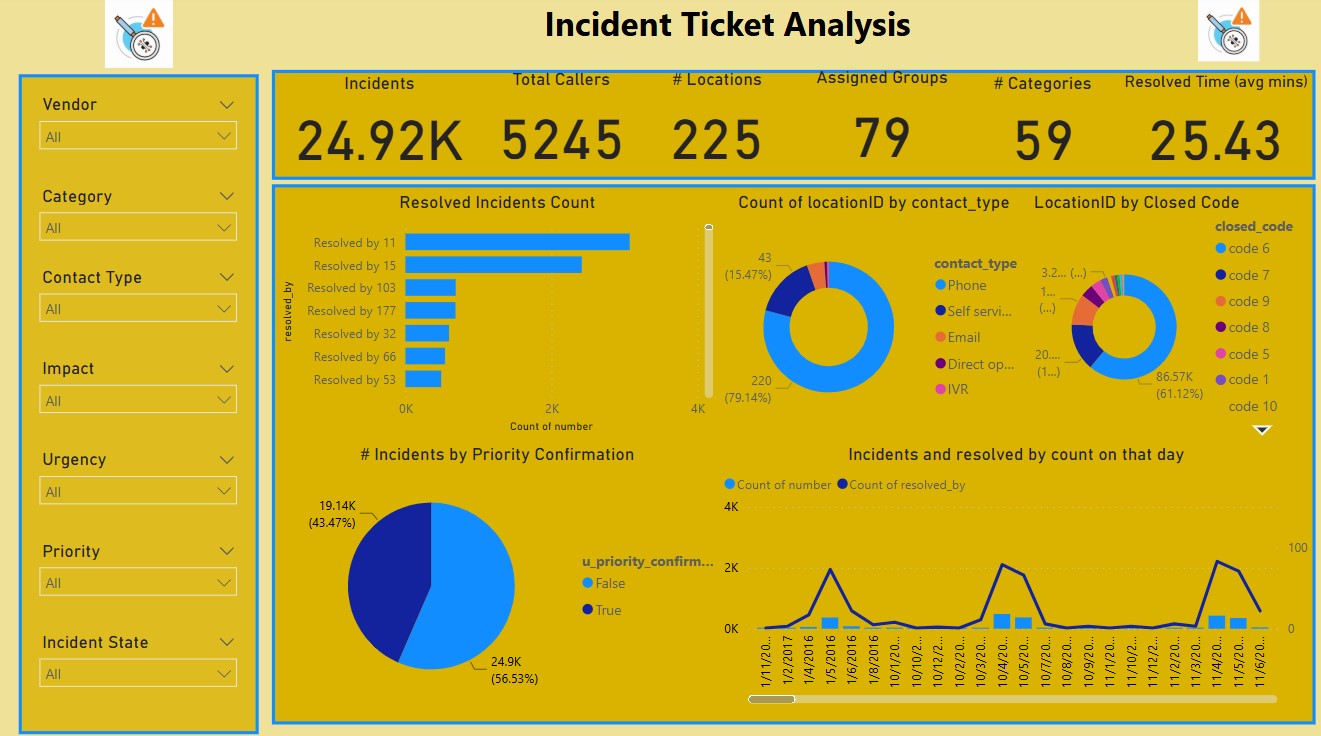 Incident Ticket Analysis
Vendor
All
Category
All
Contact Type
All
Impact
All
Urgency
All
Priority
All
Incident State
All
Incidents
24.92K
Total Callers
5245
# Locations
225
Assigned Groups
79
# Categories
59
Resolved Time (avg mins)
25.43
Resolved Incidents Count
resolved_by
Resolved by 11
Resolved by 15
Resolved by 103
Resolved by 177
Resolved by 32
Resolved by 66
Resolved by 53
0K 2K 4K
Count of number
Count of locationID by contact_type
43
(15.47%)
220
(79.14%)
contact_type
Phone
Self servi...
Email
Direct op...
IVR
LocationID by Closed Code
3.2... (...)
1...
(...)
20....
(1...)
86.57K
(61.12%)
closed_code
code 6
code 7
code 9
code 8
code 5
code 1
code 10
# Incidents by Priority Confirmation
19.14K
(43.47%)
24.9K
(56.53%)
u_priority_confirm...
False
True
Incidents and resolved by count on that day
Count of number Count of resolved_by
4K
2K
0K
100
0
1/11/20...
1/2/2017
1/4/2016
1/5/2016
1/6/2016
1/8/2016
10/1/20...
10/10/2...
10/12/2...
10/2/20...
10/3/20...
10/4/20...
10/5/20...
10/7/20...
10/8/20...
10/9/20...
11/1/20...
11/10/2...
11/12/2...
11/2/20...
11/3/20...
11/4/20...
11/5/20...
11/6/20...